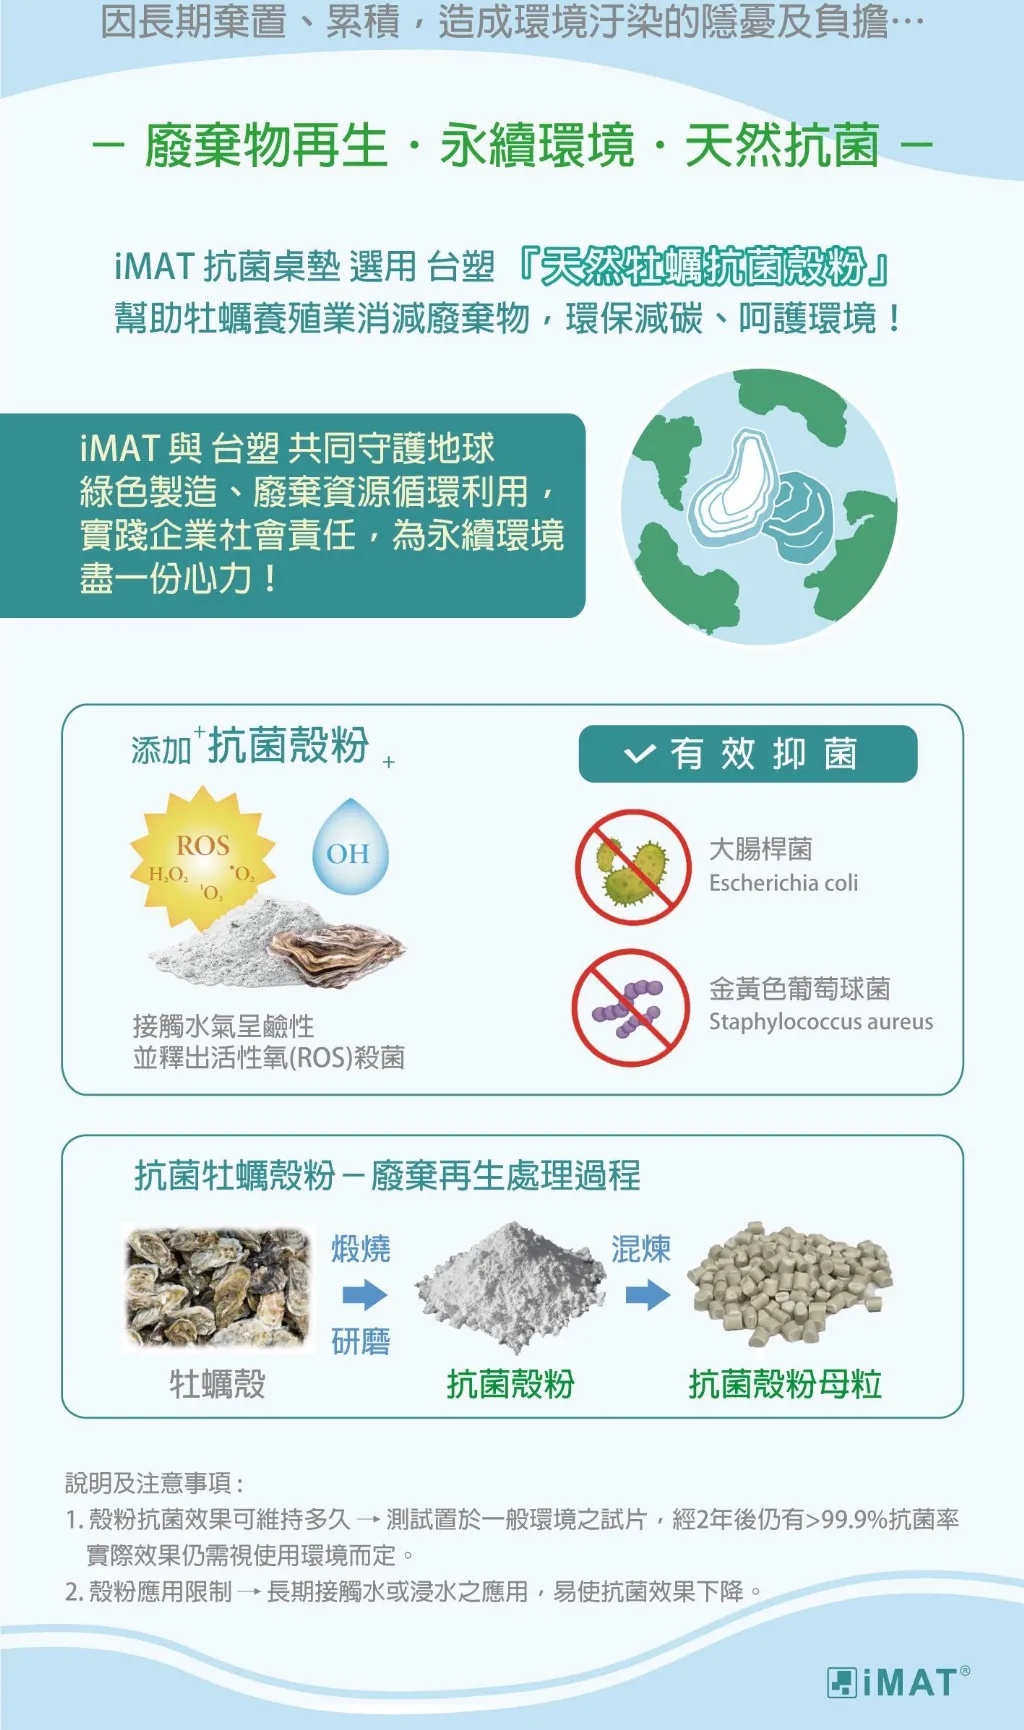 因長期棄置、累積，造成環境汙染的隱憂及負擔⋯
－ 廢棄物再生．永續環境．天然抗菌 －
iMAT 抗菌桌墊 選用 台塑 「天然牡蠣抗菌殼粉」
幫助牡蠣養殖業消減廢棄物，環保減碳、呵護環境！
iMAT 與 台塑 共同守護地球
綠色製造、廢棄資源循環利用，
實踐企業社會責任，為永續環境
盡一份心力！
添加+抗菌殼粉 +
ROS
H₂O₂ •O₂
¹O₂
OH
接觸水氣呈鹼性
並釋出活性氧(ROS)殺菌
✓有效抑菌
大腸桿菌
Escherichia coli
金黃色葡萄球菌
Staphylococcus aureus
抗菌牡蠣殼粉－廢棄再生處理過程
煅燒
研磨
混煉
牡蠣殼
抗菌殼粉
抗菌殼粉母粒
說明及注意事項 :
1. 殼粉抗菌效果可維持多久 → 測試置於一般環境之試片，經2年後仍有>99.9%抗菌率
實際效果仍需視使用環境而定。
2. 殼粉應用限制 → 長期接觸水或浸水之應用，易使抗菌效果下降。
iMAT®